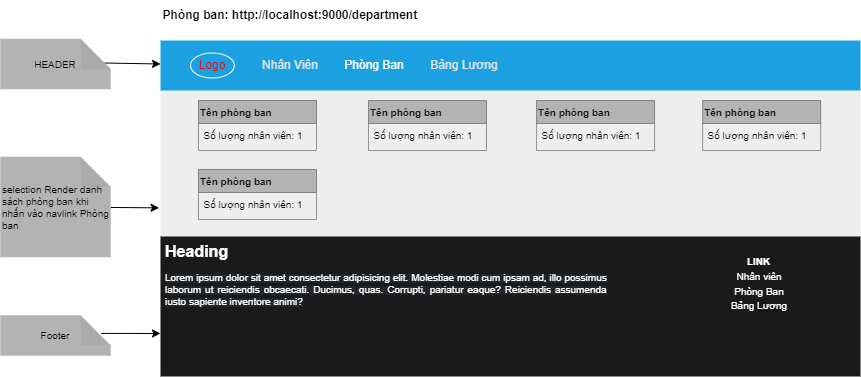 Phòng ban: http://localhost:9000/department
HEADER
Logo
Nhân Viên
Phòng Ban
Bảng Lương
Tên phòng ban
Số lượng nhân viên: 1
Tên phòng ban
Số lượng nhân viên: 1
Tên phòng ban
Số lượng nhân viên: 1
Tên phòng ban
Số lượng nhân viên: 1
selection Render danh
sách phòng ban khi
nhấn vào navlink Phòng
ban
Tên phòng ban
Số lượng nhân viên: 1
Heading
Lorem ipsum dolor sit amet consectetur adipisicing elit. Molestiae modi cum ipsam ad, illo possimus
laborum ut reiciendis obcaecati. Ducimus, quas. Corrupti, pariatur eaque? Reiciendis assumenda
iusto sapiente inventore animi?
LINK
Nhân viên
Phòng Ban
Bảng Lương
Footer